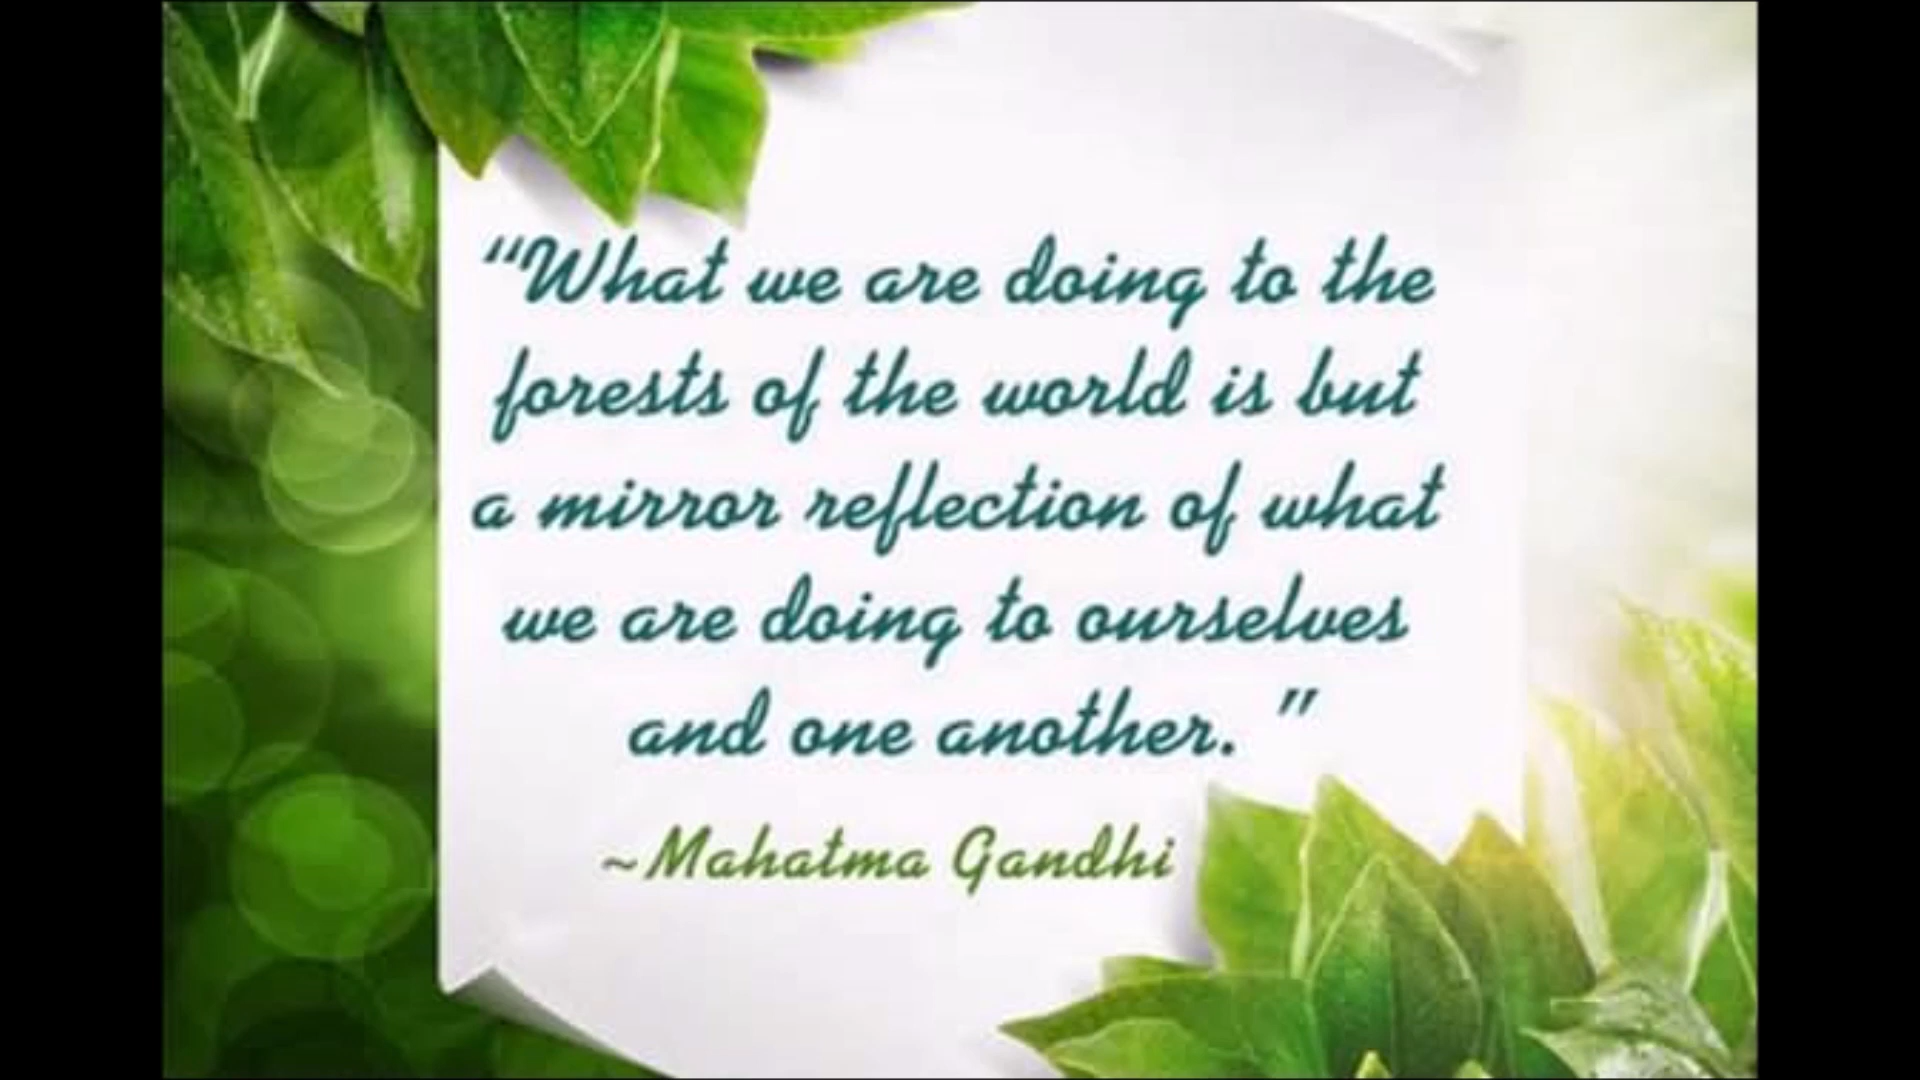 “What we are doing to the
forests of the world is but
a mirror reflection of what
we are doing to ourselves
and one another. ”
~Mahatma Gandhi